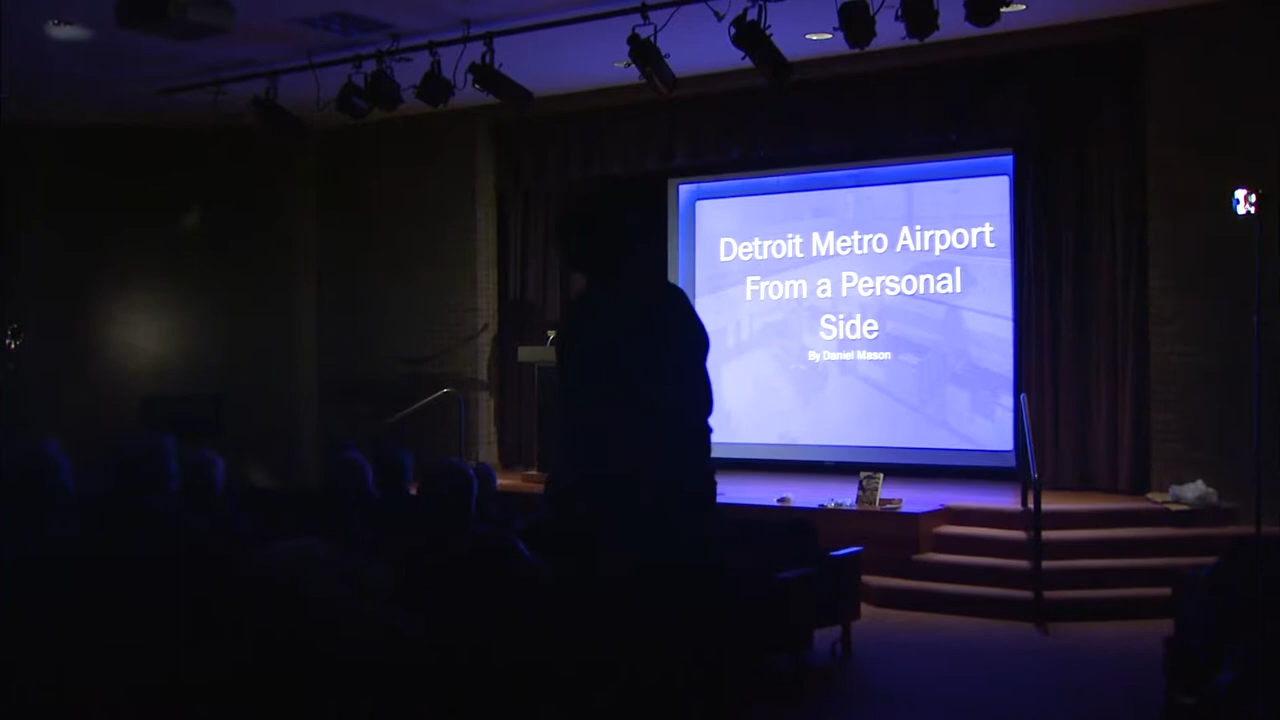 Detroit Metro Airport
From a Personal
Side
By Daniel Mason